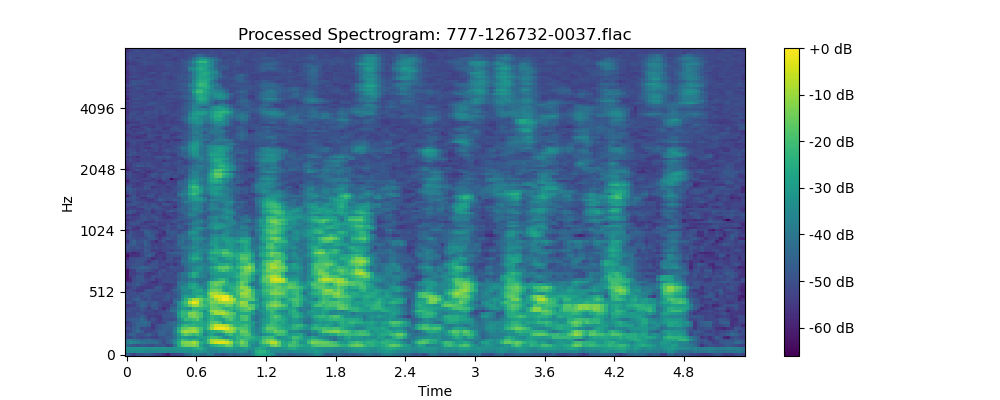 Processed Spectrogram: 777-126732-0037.flac
+0 dB
4096
-10 dB
-20 dB
2048
-30 dB
Hz
1024
-40 dB
-50 dB
512
-60 dB
0
0 0.6 1.2 1.8 2.4 3 3.6 4.2 4.8
Time